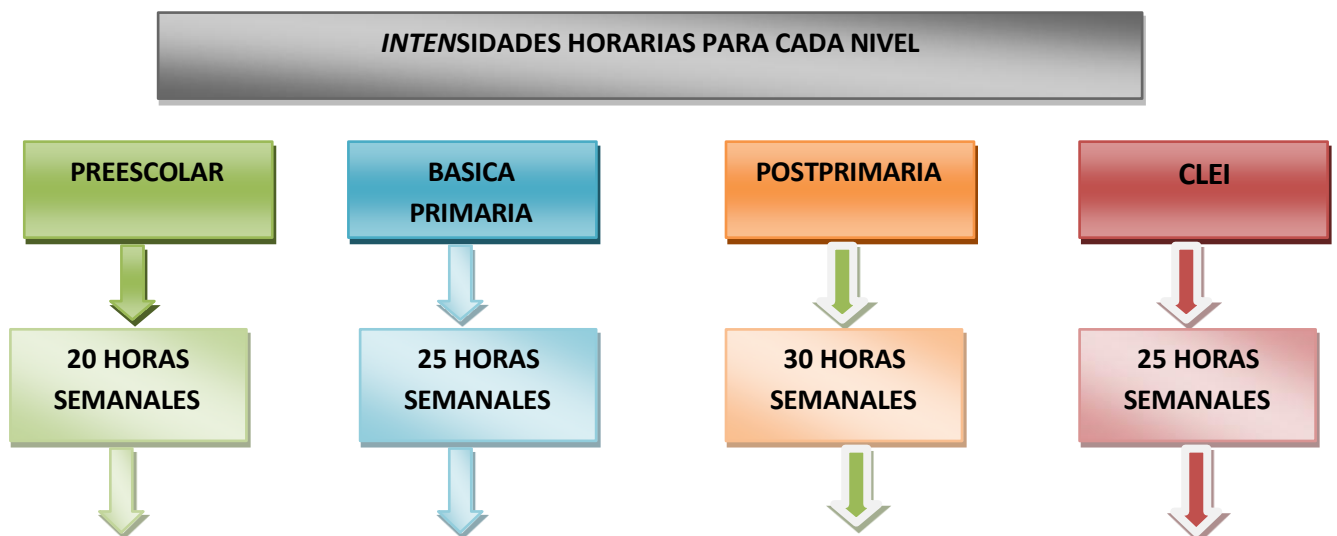 INTENSIDADES HORARIAS PARA CADA NIVEL
PREESCOLAR
BASICA
PRIMARIA
POSTPRIMARIA
CLEI
20 HORAS
SEMANALES
25 HORAS
SEMANALES
30 HORAS
SEMANALES
25 HORAS
SEMANALES